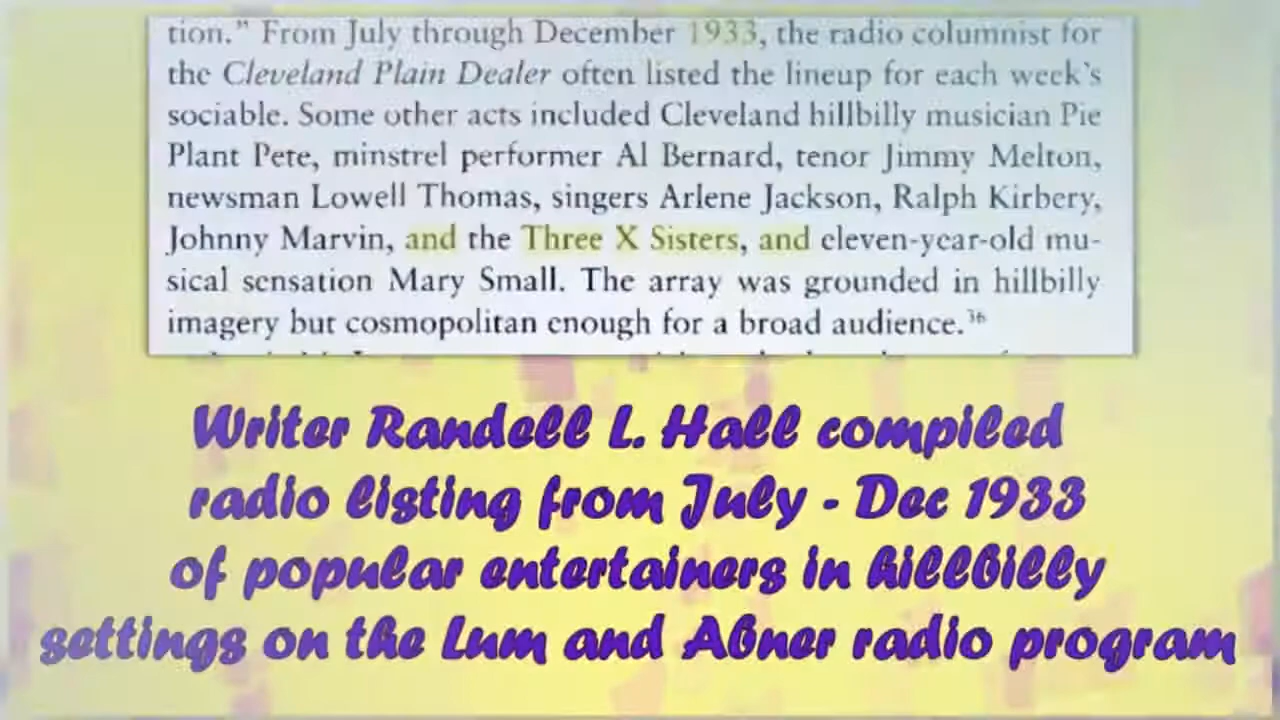 tion.” From July through December 1933, the radio columnist for
the Cleveland Plain Dealer often listed the lineup for each week’s
sociable. Some other acts included Cleveland hillbilly musician Pie
Plant Pete, minstrel performer Al Bernard, tenor Jimmy Melton,
newsman Lowell Thomas, singers Arlene Jackson, Ralph Kirbery,
Johnny Marvin, and the Three X Sisters, and eleven-year-old mu-
sical sensation Mary Small. The array was grounded in hillbilly
imagery but cosmopolitan enough for a broad audience.³⁶
Writer Randell L. Hall compiled
radio listing from July - Dec 1933
of popular entertainers in hillbilly
settings on the Lum and Abner radio program